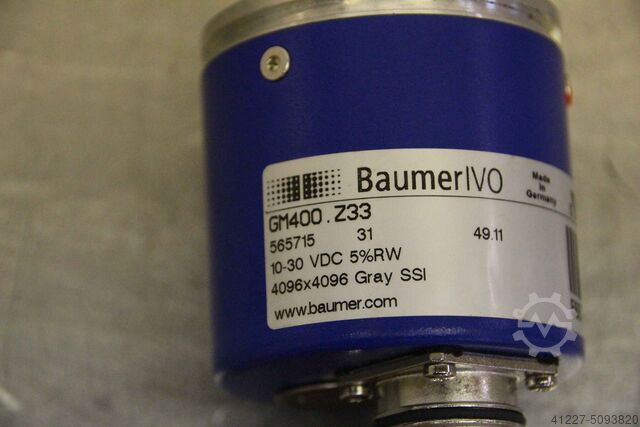 BaumerIVO
Made
in
Germany
GM400.Z33
565715 31 49.11
10-30 VDC 5%RW
4096x4096 Gray SSI
www.baumer.com
41227-5093820